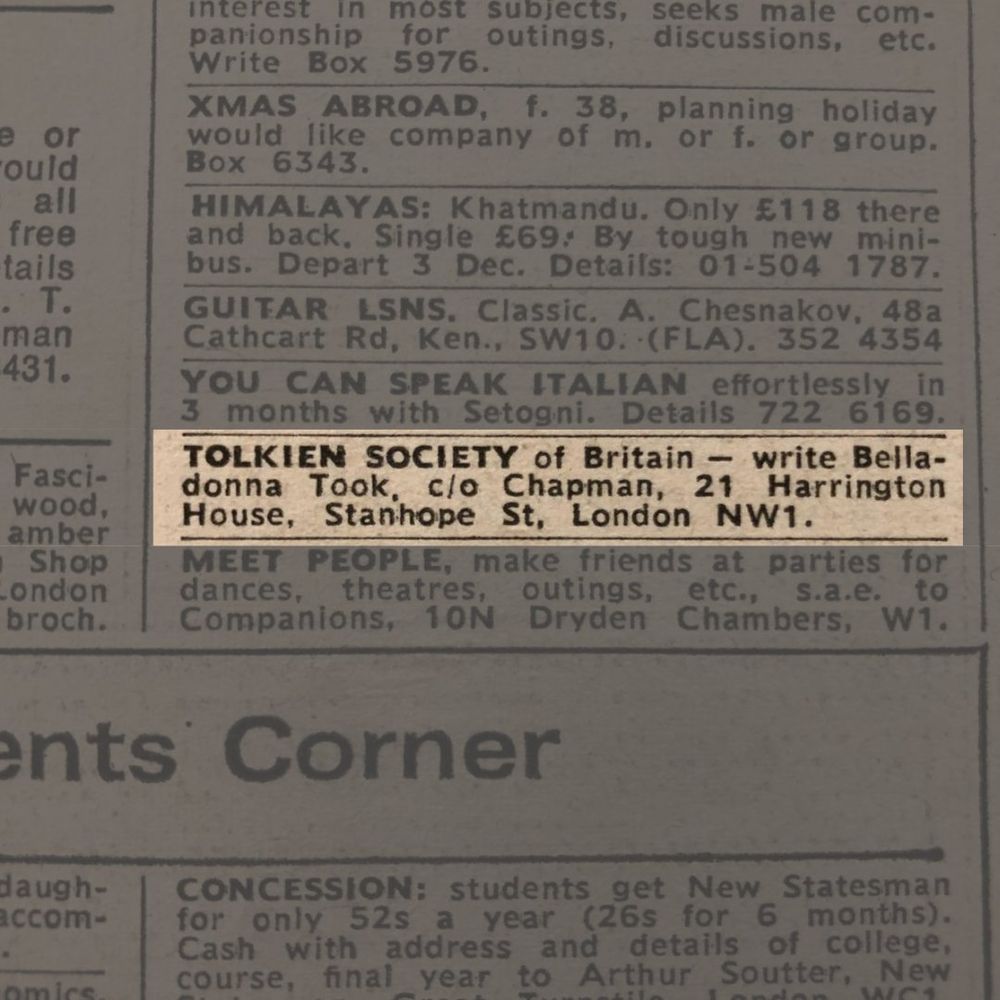 interest in most subjects, seeks male com-
panionship for outings, discussions, etc.
Write Box 5976.
XMAS ABROAD, f. 38, planning holiday
would like company of m. or f. or group.
Box 6343.
HIMALAYAS: Khatmandu. Only £118 there
and back. Single £69. By tough new mini-
bus. Depart 3 Dec. Details: 01-504 1787.
GUITAR LSNS. Classic. A. Chesnakov, 48a
Cathcart Rd, Ken., SW10. (FLA). 352 4354
YOU CAN SPEAK ITALIAN effortlessly in
3 months with Setogni. Details 722 6169.
TOLKIEN SOCIETY of Britain — write Bella-
donna Took, c/o Chapman, 21 Harrington
House, Stanhope St, London NW1.
MEET PEOPLE, make friends at parties for
dances, theatres, outings, etc., s.a.e. to
Companions, 10N Dryden Chambers, W1.
e or
ould
all
free
tails
. T.
man
431.
Fasci-
wood,
amber
Shop
London
broch.
ents Corner
daugh-
accom-
.
omics.
CONCESSION: students get New Statesman
for only 52s a year (26s for 6 months).
Cash with address and details of college,
course, final year to Arthur Soutter, New